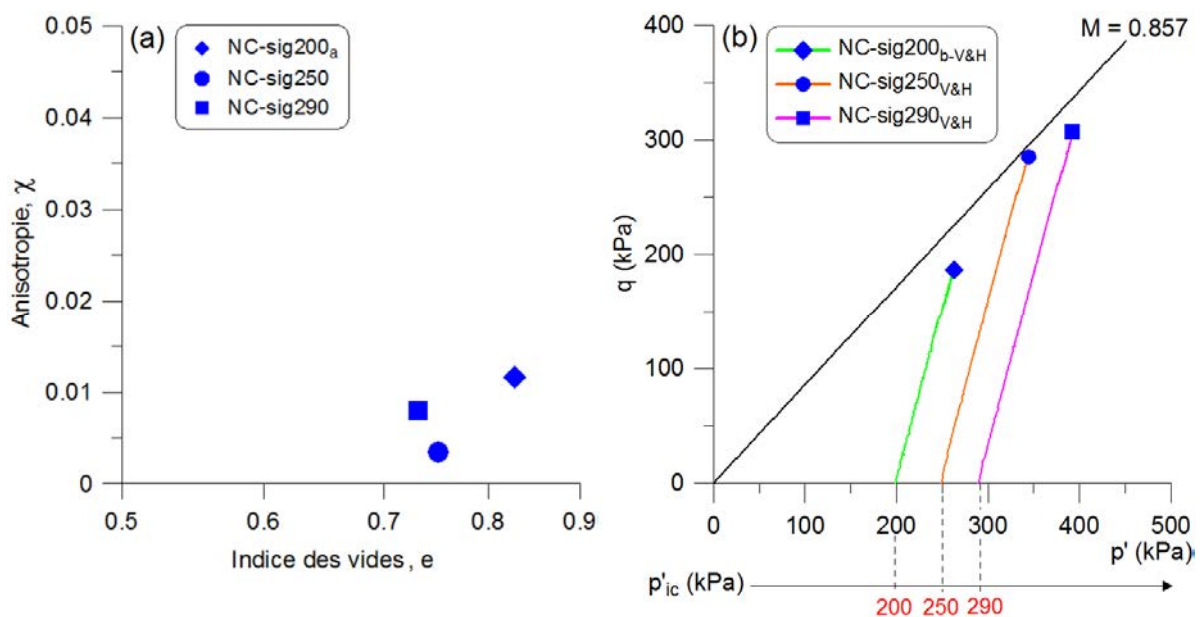 (a)
NC-sig200a
NC-sig250
NC-sig290
0.05
0.04
0.03
0.02
0.01
0
Anisotropie, χ
0.5 0.6 0.7 0.8 0.9
Indice des vides, e
(b)
M = 0.857
NC-sig200b-V&H
NC-sig250V&H
NC-sig290V&H
400
300
200
100
0
q (kPa)
0 100 200 300 400 500
p' (kPa)
p'ic (kPa)
200 250 290